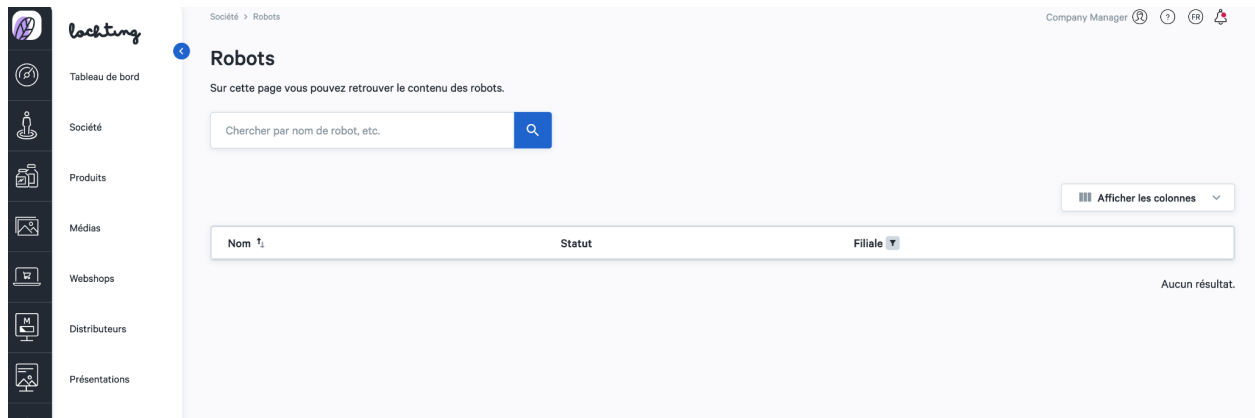 Société > Robots
Company Manager ? FR
lochting
Robots
Tableau de bord
Sur cette page vous pouvez retrouver le contenu des robots.
Société
Chercher par nom de robot, etc.
Produits
Afficher les colonnes
Médias
Nom ↑↓ Statut Filiale
Webshops
Aucun résultat.
M
Distributeurs
Présentations